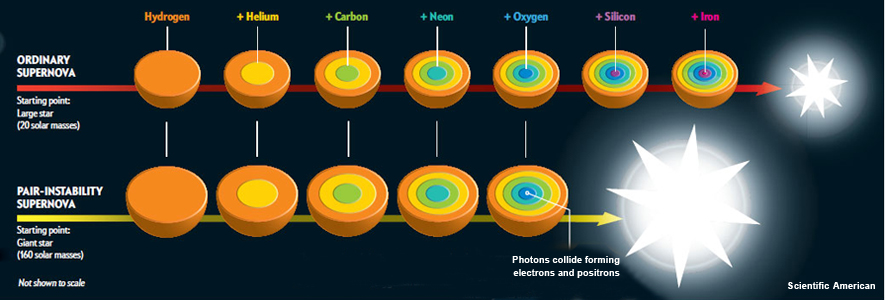 Hydrogen
+ Helium
+ Carbon
+ Neon
+ Oxygen
+ Silicon
+ Iron
ORDINARY
SUPERNOVA
Starting point:
Large star
(20 solar masses)
PAIR-INSTABILITY
SUPERNOVA
Starting point:
Giant star
(160 solar masses)
Photons collide forming
electrons and positrons
Not shown to scale
Scientific American